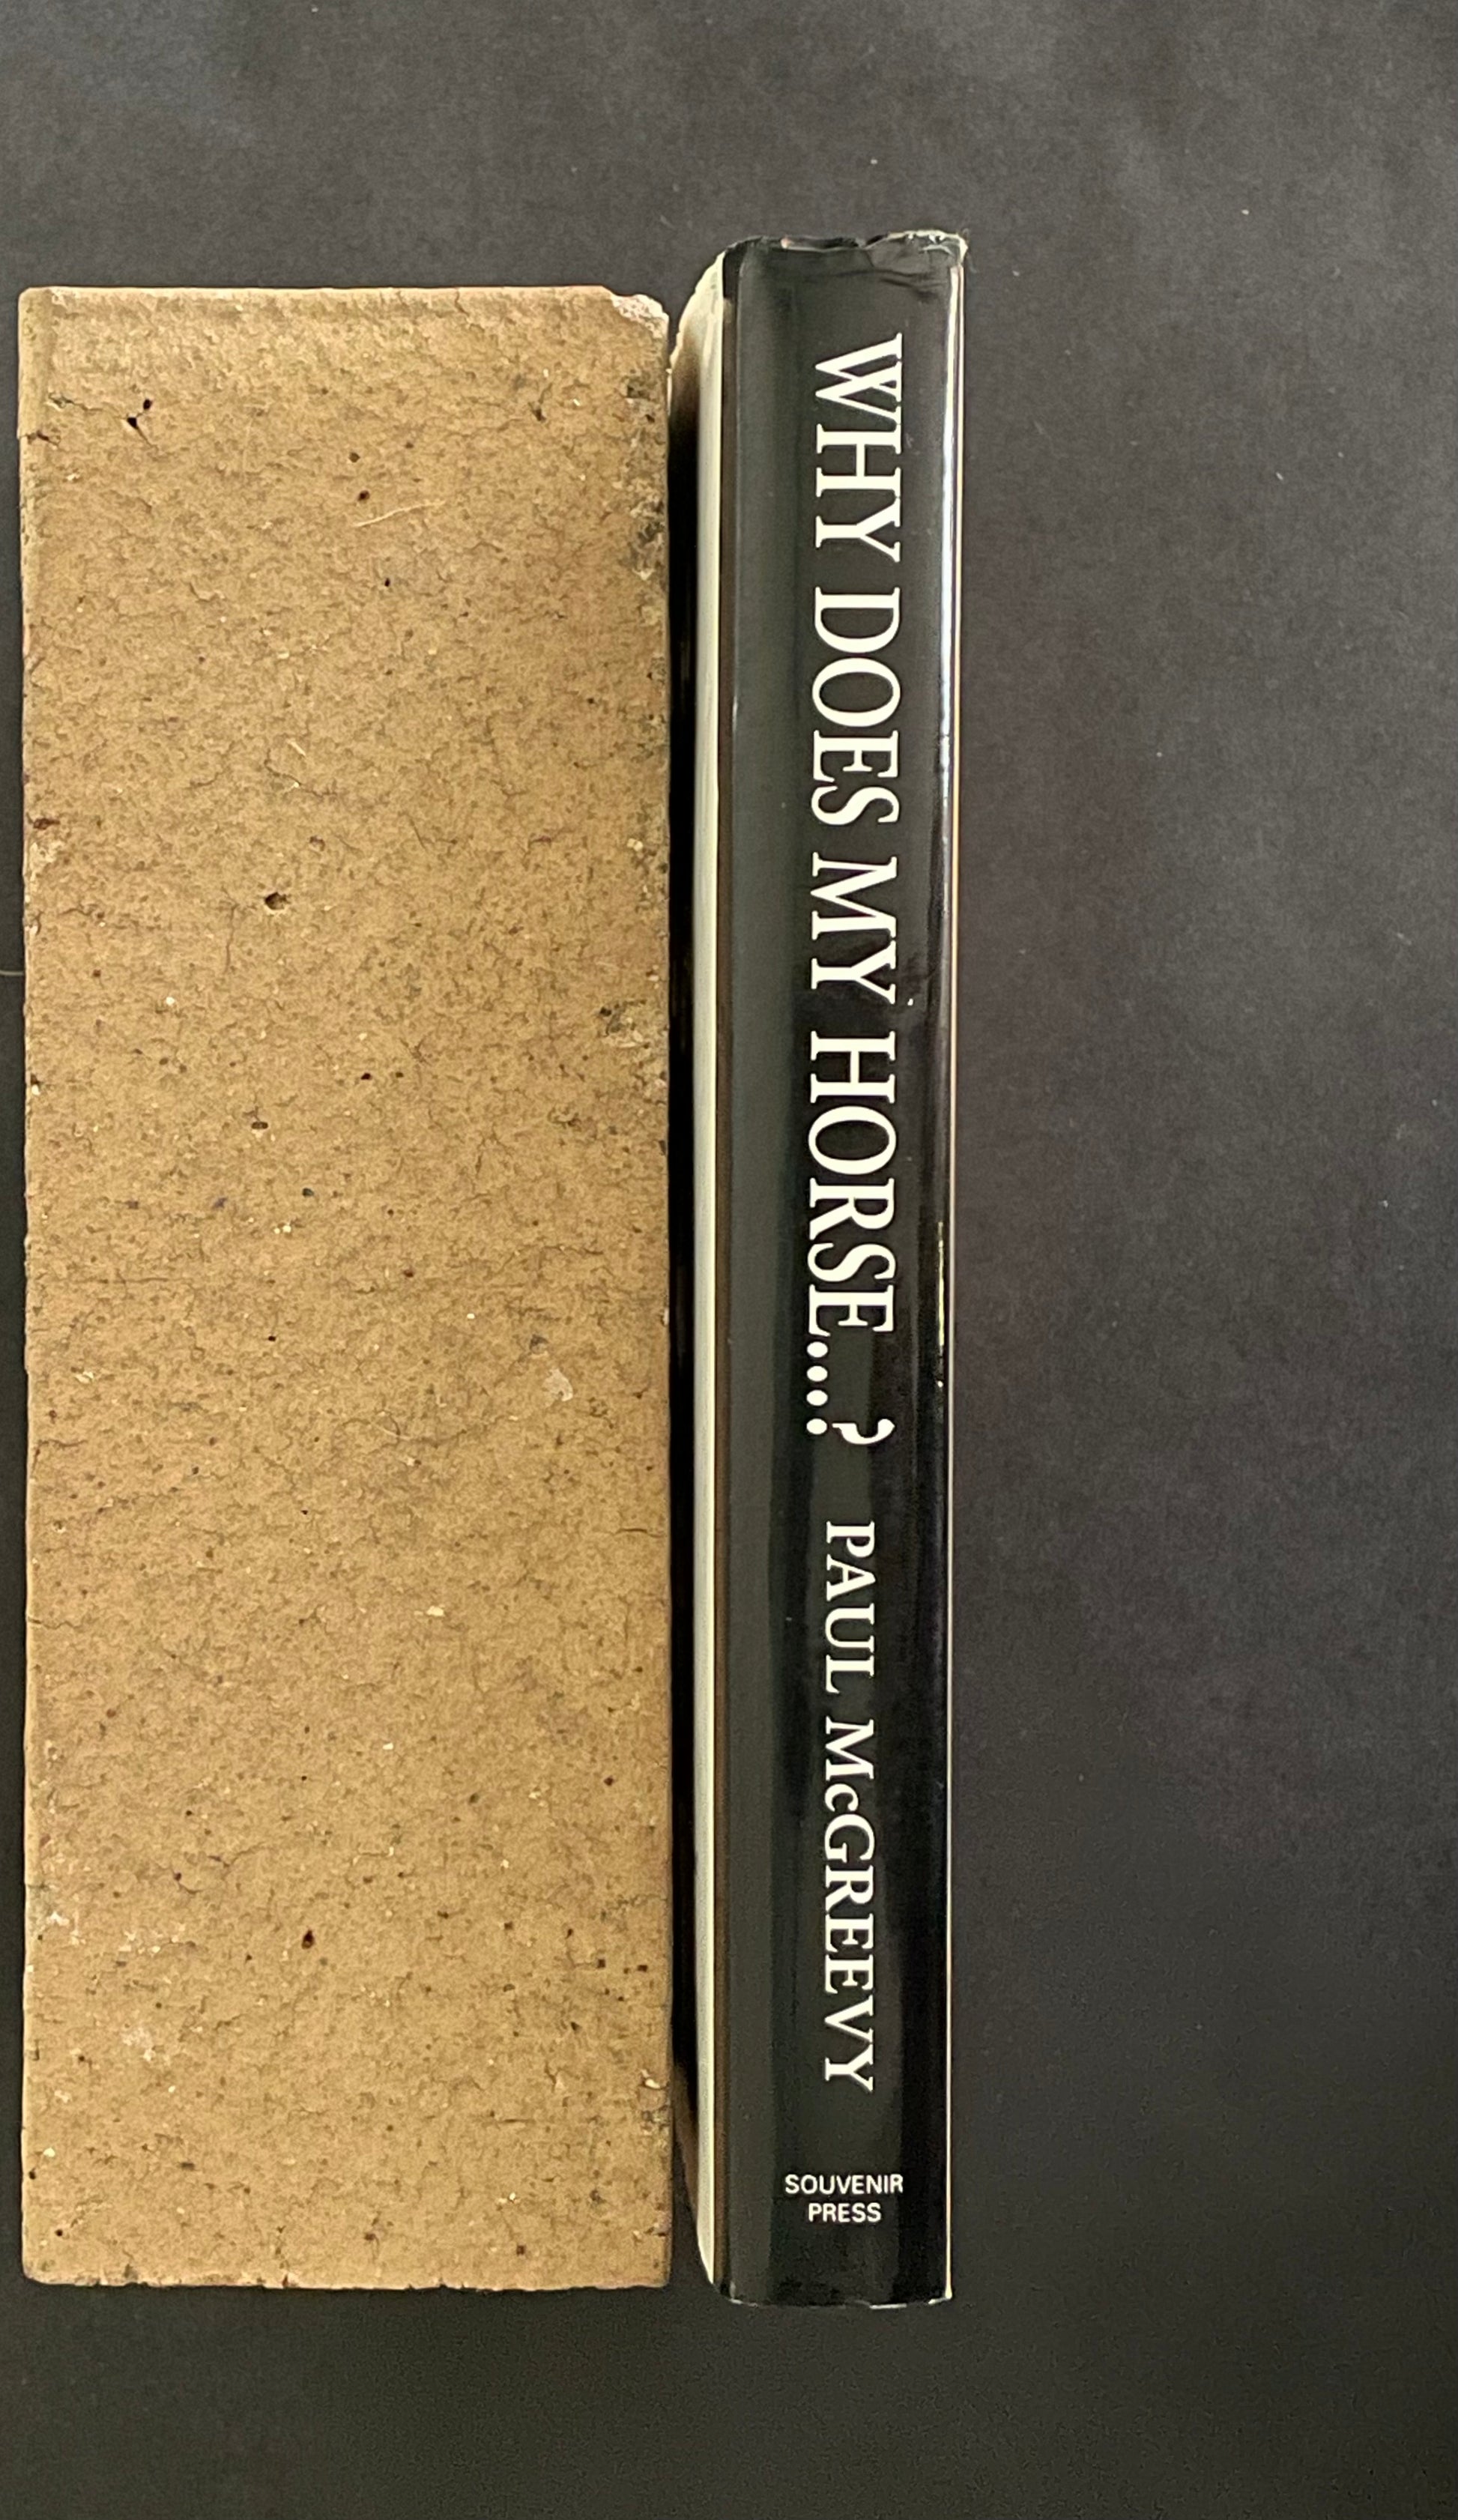 WHY DOES MY HORSE...? PAUL McGREEVY
SOUVENIR
PRESS